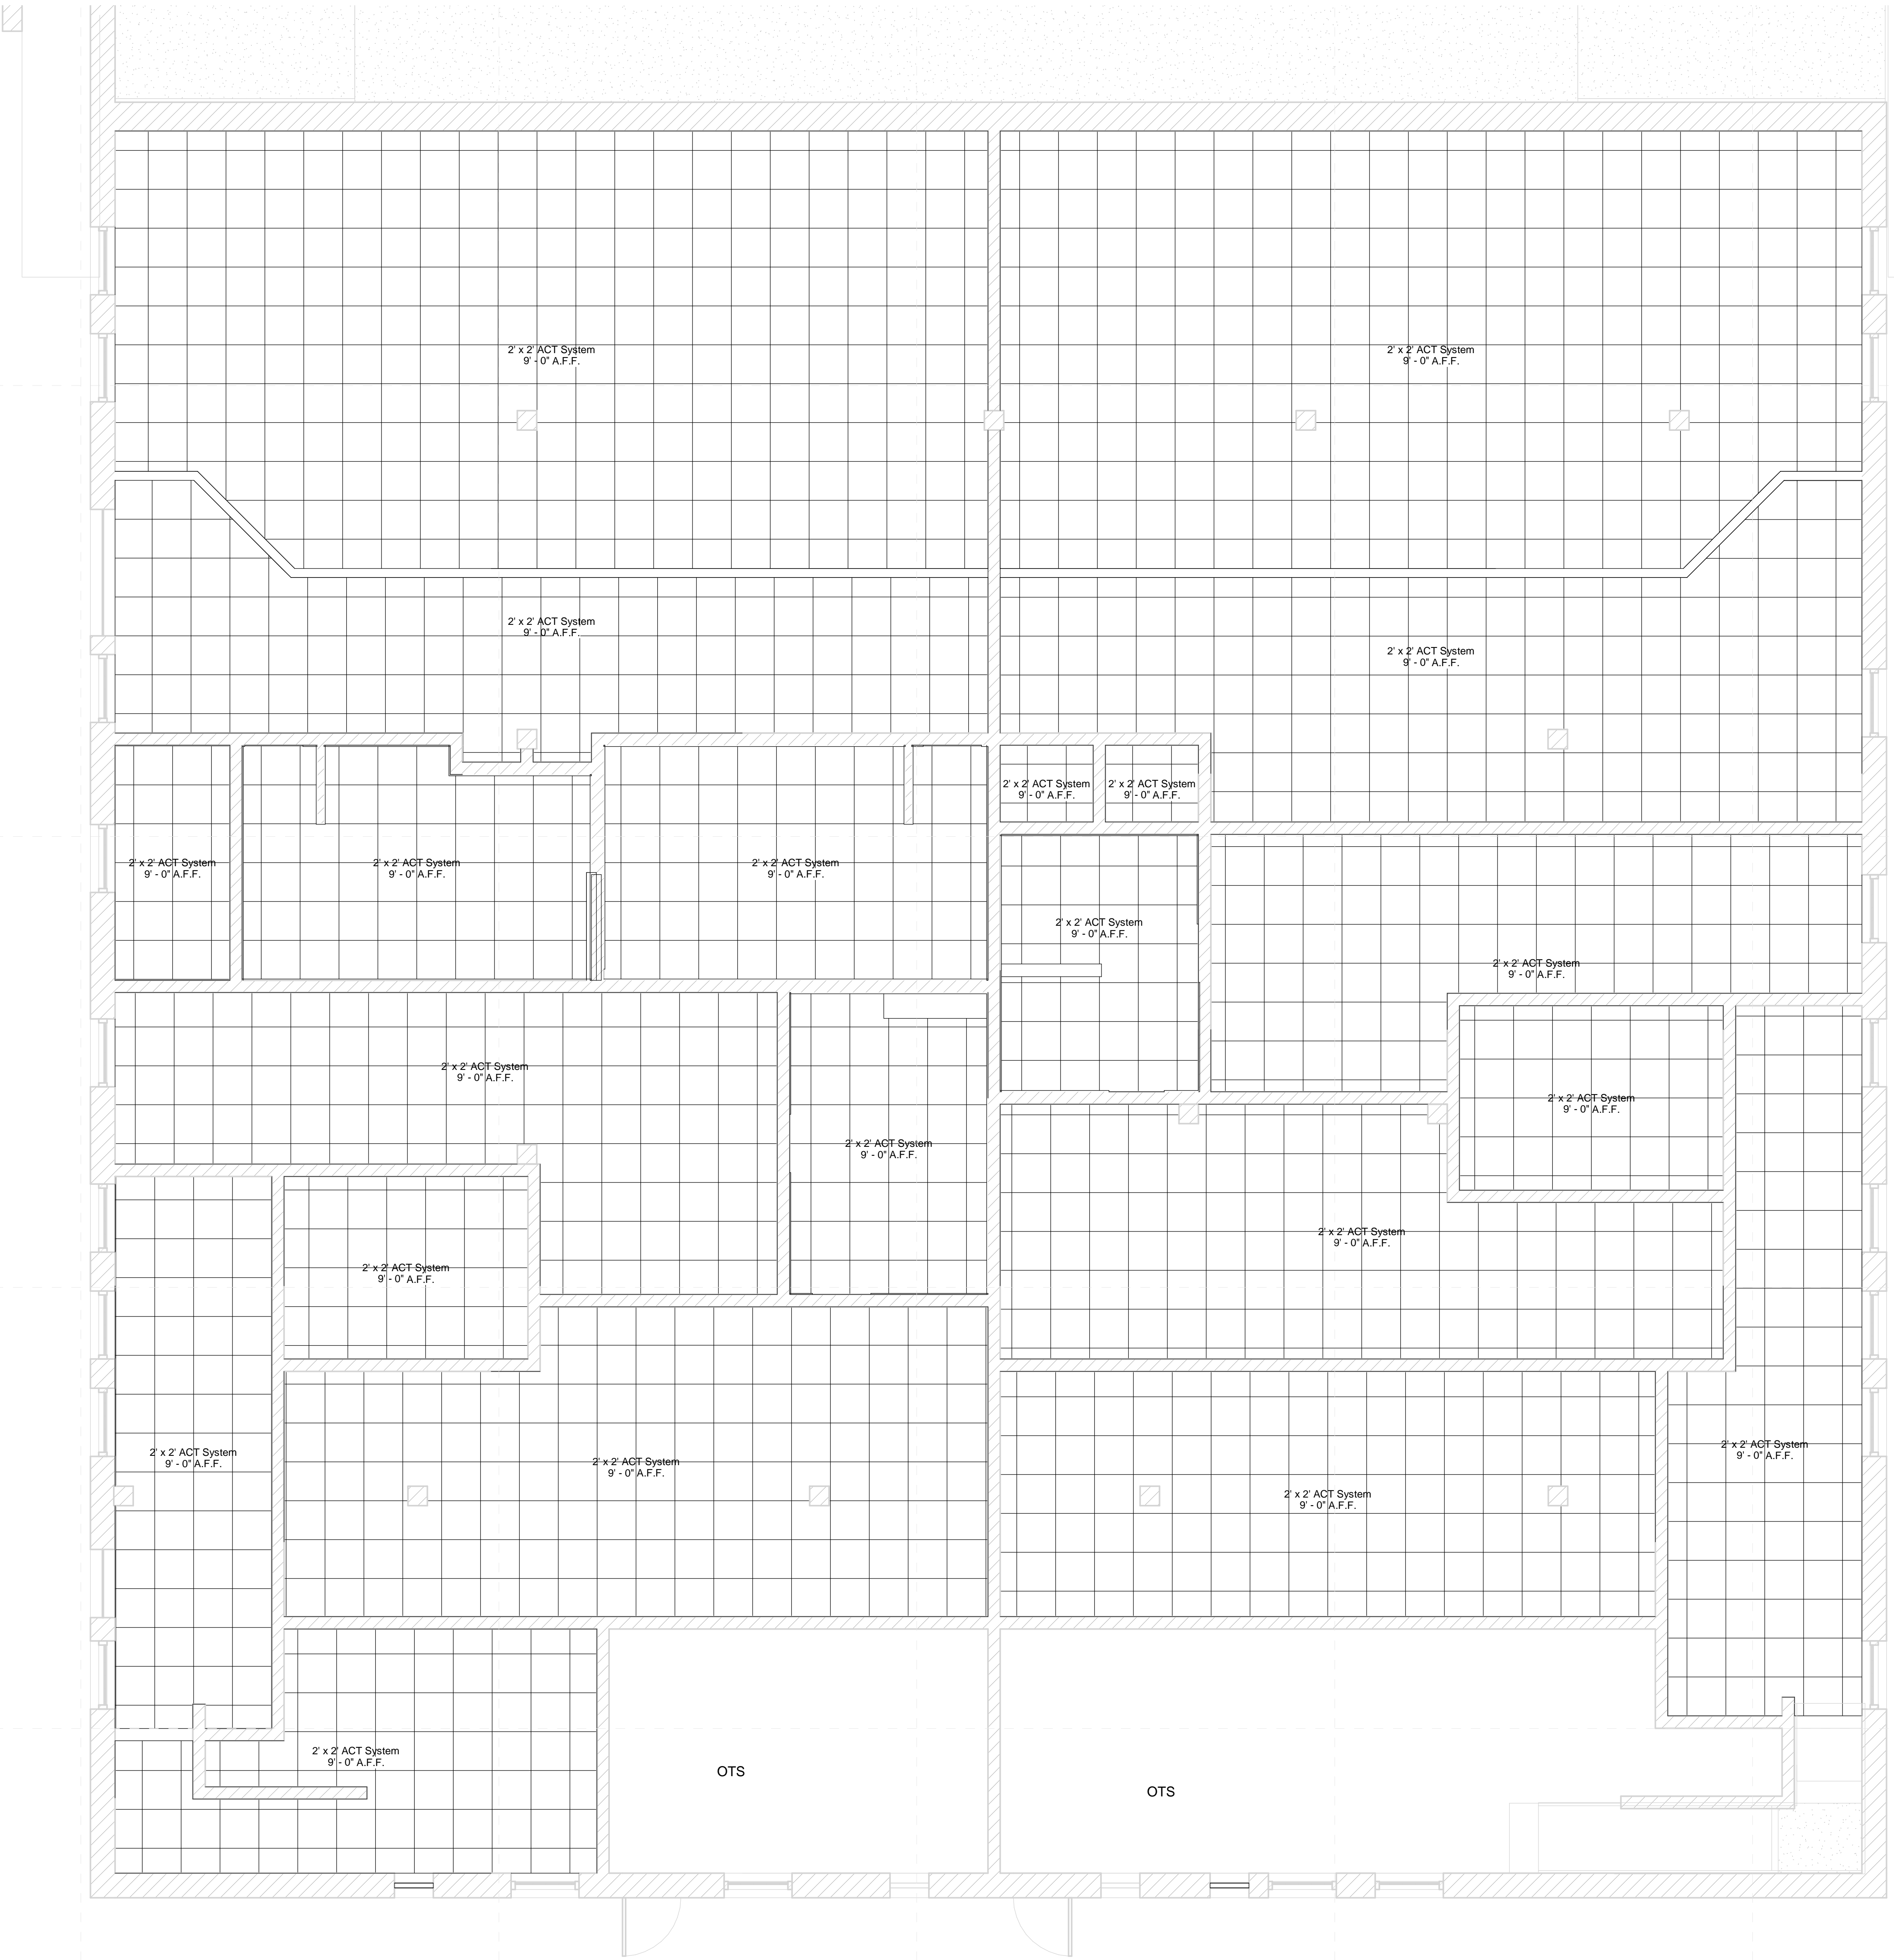 2' x 2' ACT System
9' - 0" A.F.F.
2' x 2' ACT System
9' - 0" A.F.F.
2' x 2' ACT System
9' - 0" A.F.F.
2' x 2' ACT System
9' - 0" A.F.F.
2' x 2' ACT System
9' - 0" A.F.F.
2' x 2' ACT System
9' - 0" A.F.F.
2' x 2' ACT System
9' - 0" A.F.F.
2' x 2' ACT System
9' - 0" A.F.F.
2' x 2' ACT System
9' - 0" A.F.F.
2' x 2' ACT System
9' - 0" A.F.F.
2' x 2' ACT System
9' - 0" A.F.F.
2' x 2' ACT System
9' - 0" A.F.F.
2' x 2' ACT System
9' - 0" A.F.F.
2' x 2' ACT System
9' - 0" A.F.F.
2' x 2' ACT System
9' - 0" A.F.F.
2' x 2' ACT System
9' - 0" A.F.F.
2' x 2' ACT System
9' - 0" A.F.F.
2' x 2' ACT System
9' - 0" A.F.F.
2' x 2' ACT System
9' - 0" A.F.F.
2' x 2' ACT System
9' - 0" A.F.F.
2' x 2' ACT System
9' - 0" A.F.F.
OTS
OTS